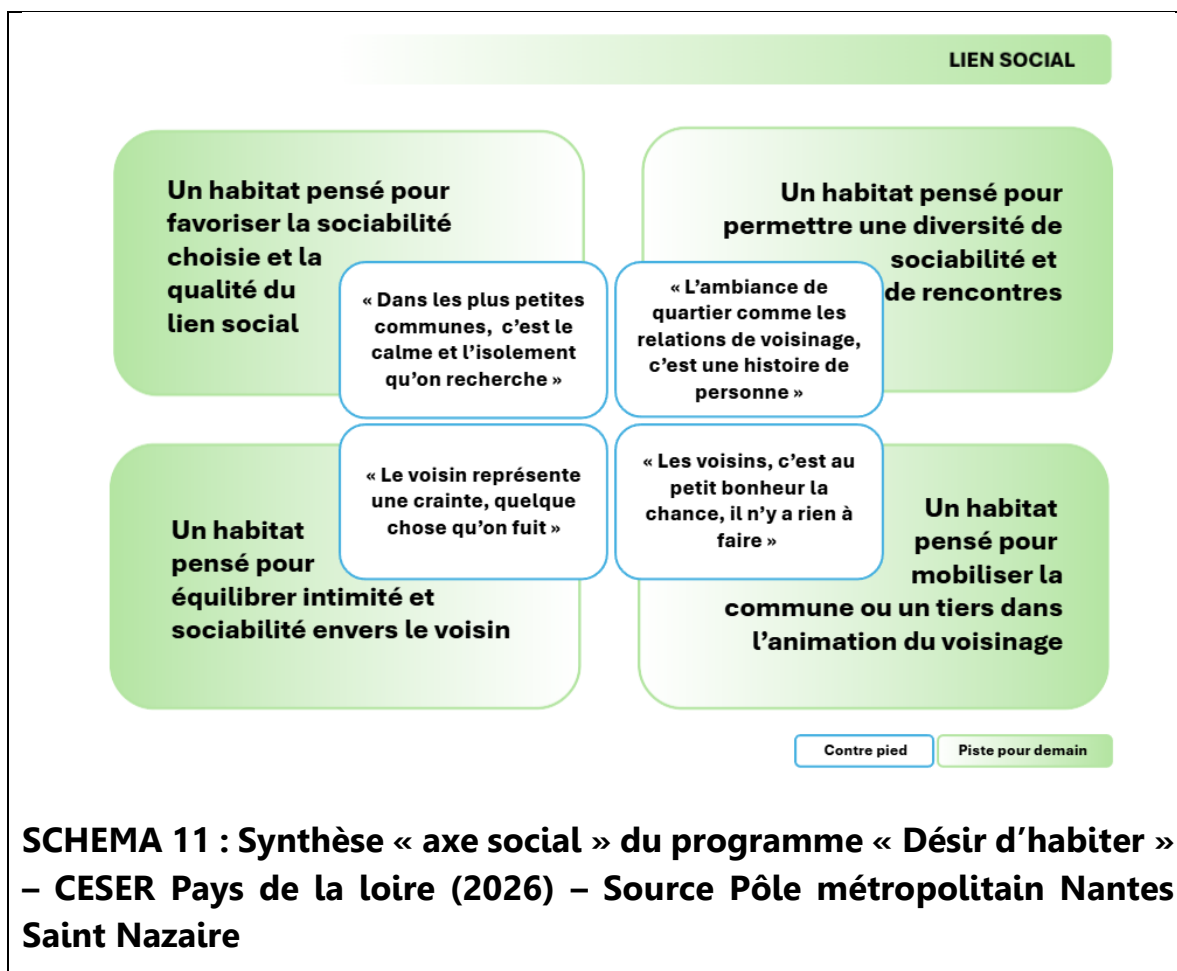 LIEN SOCIAL
Un habitat pensé pour
favoriser la sociabilité
choisie et la
qualité du
lien social
« Dans les plus petites
communes, c’est le
calme et l’isolement
qu’on recherche »
Un habitat pensé pour
permettre une diversité de
sociabilité et
de rencontres
« L’ambiance de
quartier comme les
relations de voisinage,
c’est une histoire de
personne »
Un habitat
pensé pour
équilibrer intimité et
sociabilité envers le voisin
« Le voisin représente
une crainte, quelque
chose qu’on fuit »
« Les voisins, c’est au
petit bonheur la
chance, il n’y a rien à
faire »
Un habitat
pensé pour
mobiliser la
commune ou un tiers dans
l’animation du voisinage
Contre pied
Piste pour demain
SCHEMA 11 : Synthèse « axe social » du programme « Désir d’habiter »
– CESER Pays de la loire (2026) – Source Pôle métropolitain Nantes
Saint Nazaire